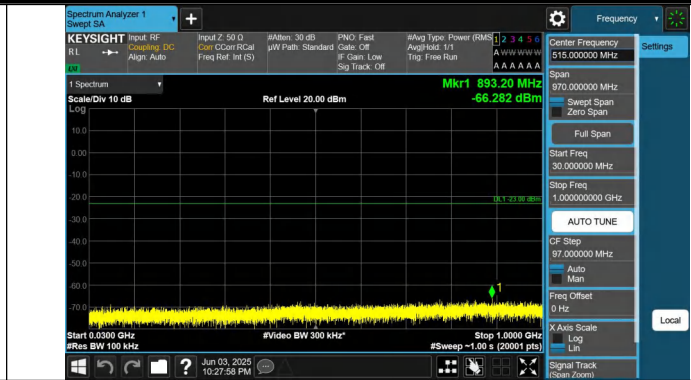 Spectrum Analyzer 1
Swept SA
+
Frequency
KEYSIGHT
RL
Input: RF
Coupling: DC
Align: Auto
Input Z: 50 Ω
Corr CCorr RCal
Freq Ref: Int (S)
#Atten: 30 dB
µW Path: Standard
PNO: Fast
Gate: Off
IF Gain: Low
Sig Track: Off
#Avg Type: Power (RMS
Avg|Hold: 1/1
Trig: Free Run
1 2 3 4 5 6
A W W W W W
A A A A A A
1 Spectrum
Scale/Div 10 dB
Log
Ref Level 20.00 dBm
Mkr1 893.20 MHz
-66.282 dBm
10.0
0.00
-10.0
-20.0
DL1 -23.00 dBm
-30.0
-40.0
-50.0
-60.0
1
-70.0
Start 0.0300 GHz
#Res BW 100 kHz
#Video BW 300 kHz*
Stop 1.0000 GHz
#Sweep ~1.00 s (20001 pts)
?
Jun 03, 2025
10:27:58 PM
Center Frequency
515.000000 MHz
Settings
Span
970.000000 MHz
Swept Span
Zero Span
Full Span
Start Freq
30.000000 MHz
Stop Freq
1.000000000 GHz
AUTO TUNE
CF Step
97.000000 MHz
Auto
Man
Freq Offset
0 Hz
X Axis Scale
Log
Lin
Local
Signal Track
(Span Zoom)